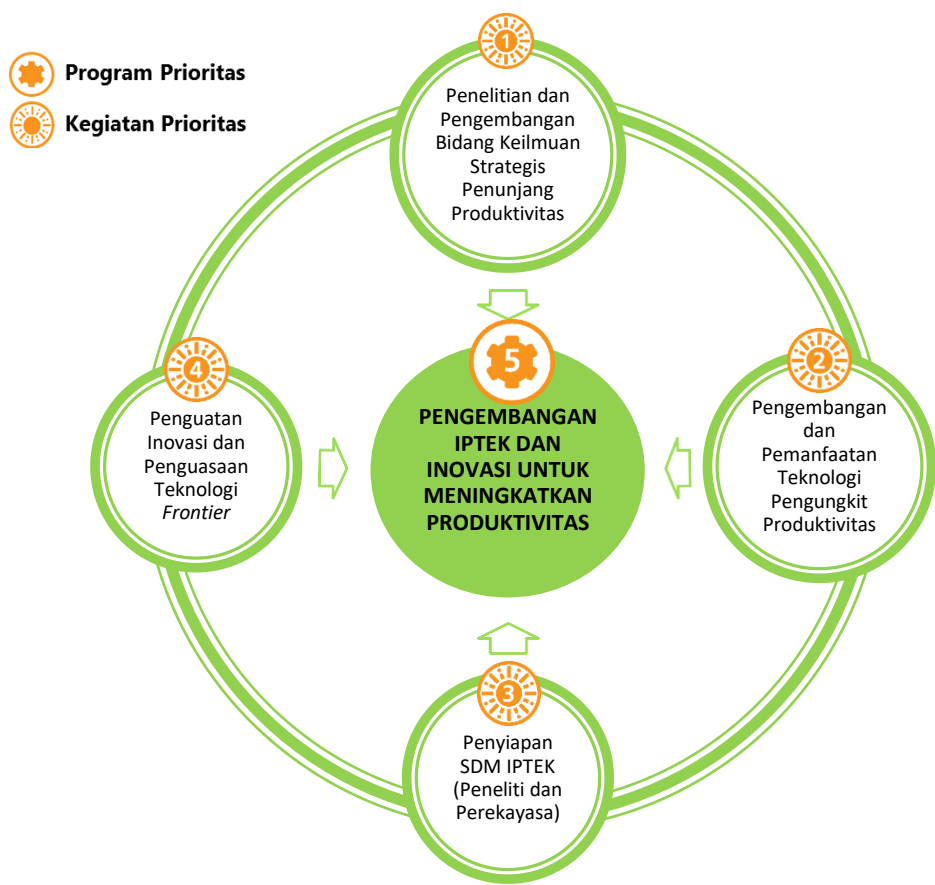 Program Prioritas
Kegiatan Prioritas
1
Penelitian dan
Pengembangan
Bidang Keilmuan
Strategis
Penunjang
Produktivitas
2
Pengembangan
dan
Pemanfaatan
Teknologi
Pengungkit
Produktivitas
3
Penyiapan
SDM IPTEK
(Peneliti dan
Perekayasa)
4
Penguatan
Inovasi dan
Penguasaan
Teknologi
Frontier
5
PENGEMBANGAN
IPTEK DAN
INOVASI UNTUK
MENINGKATKAN
PRODUKTIVITAS